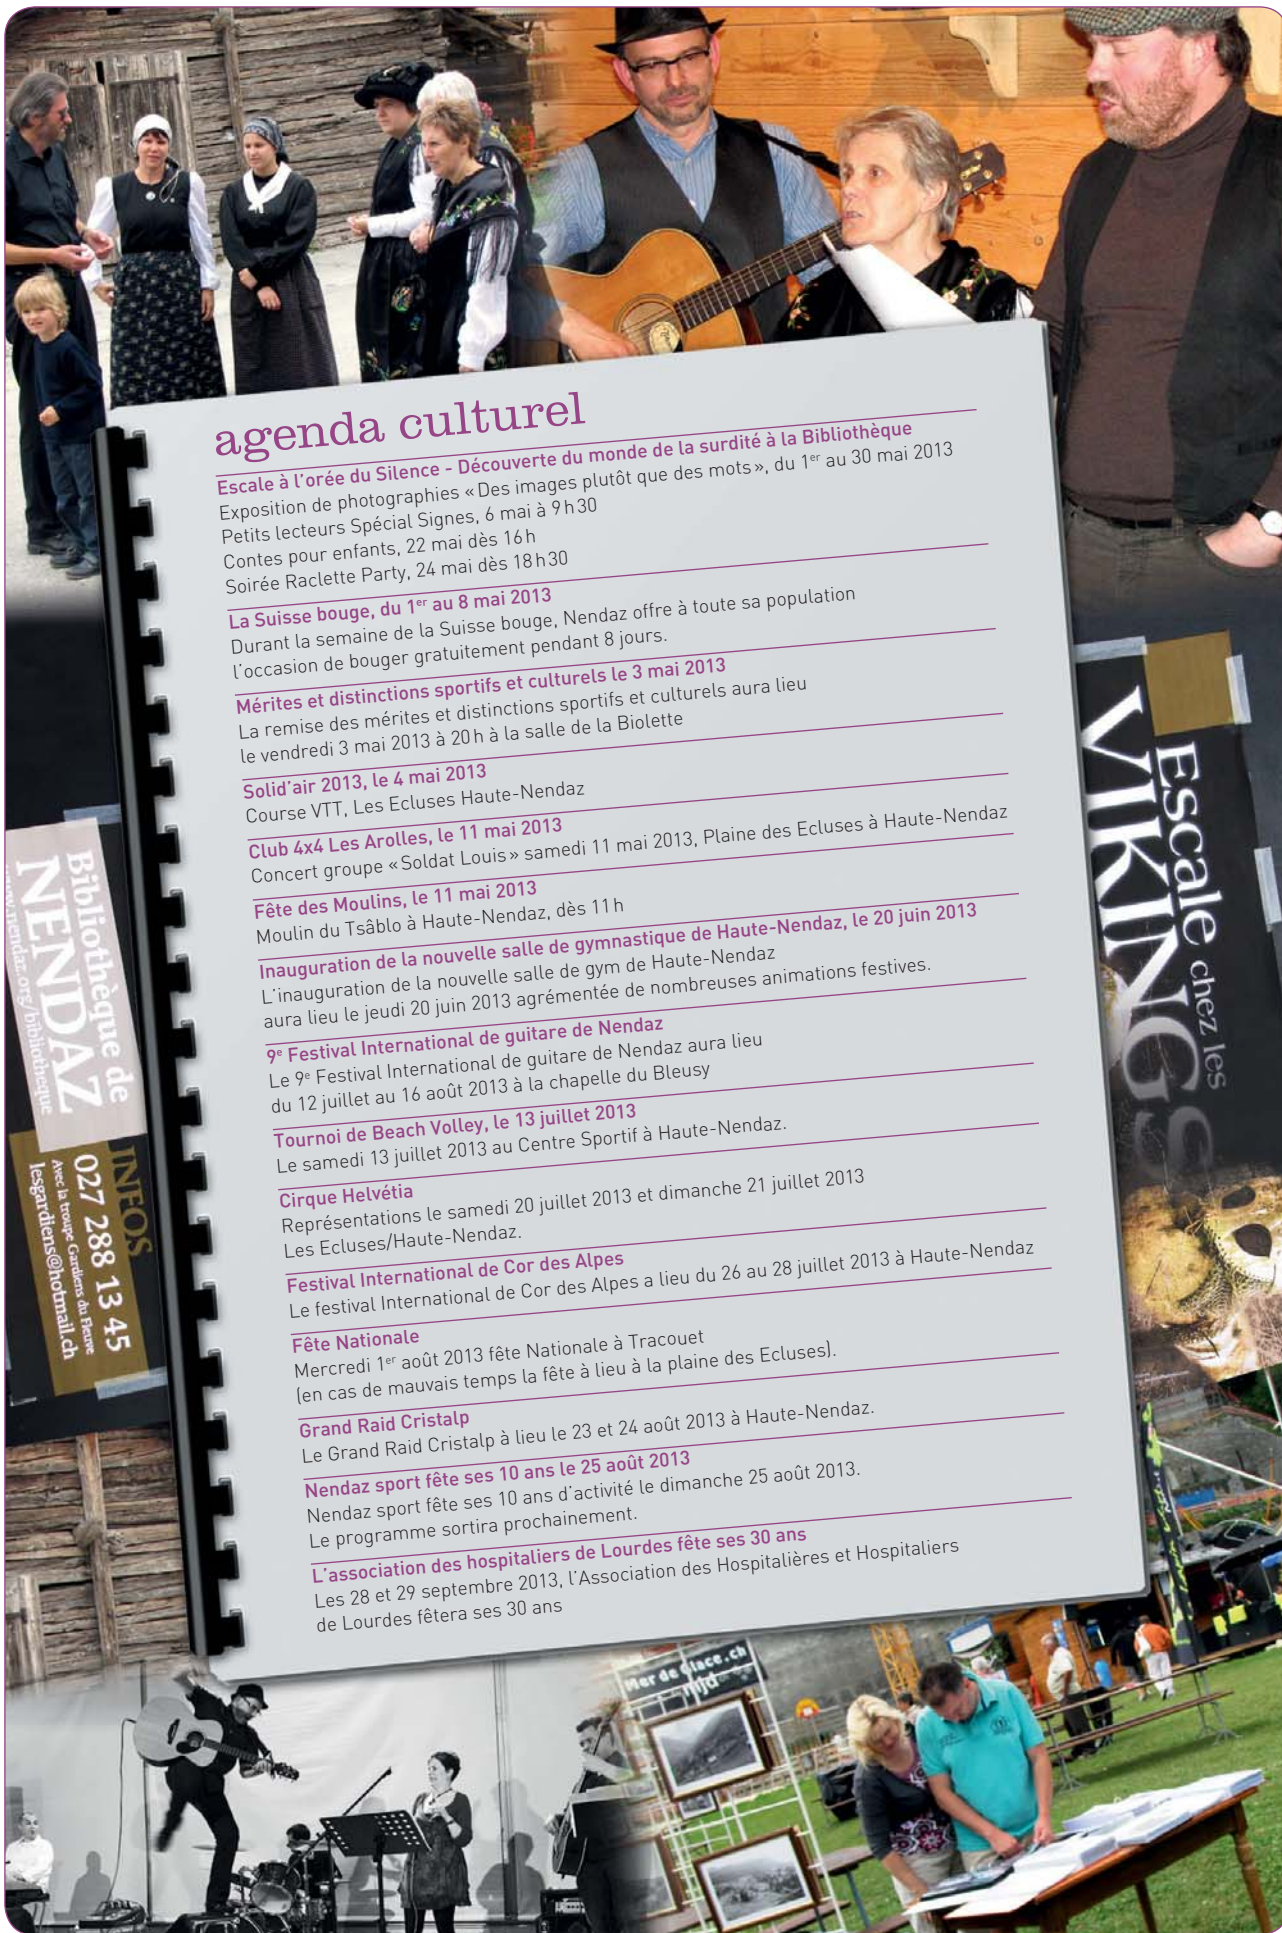 agenda culturel
Escale à l'orée du Silence - Découverte du monde de la surdité à la Bibliothèque
Exposition de photographies «Des images plutôt que des mots», du 1er au 30 mai 2013
Petits lecteurs Spécial Signes, 6 mai à 9h30
Contes pour enfants, 22 mai dès 16h
Soirée Raclette Party, 24 mai dès 18h30
La Suisse bouge, du 1er au 8 mai 2013
Durant la semaine de la Suisse bouge, Nendaz offre à toute sa population
l'occasion de bouger gratuitement pendant 8 jours.
Mérites et distinctions sportifs et culturels le 3 mai 2013
La remise des mérites et distinctions sportifs et culturels aura lieu
le vendredi 3 mai 2013 à 20h à la salle de la Biolette
Solid'air 2013, le 4 mai 2013
Course VTT, Les Ecluses Haute-Nendaz
Club 4x4 Les Arolles, le 11 mai 2013
Concert groupe «Soldat Louis» samedi 11 mai 2013, Plaine des Ecluses à Haute-Nendaz
Fête des Moulins, le 11 mai 2013
Moulin du Tsâblo à Haute-Nendaz, dès 11h
Inauguration de la nouvelle salle de gymnastique de Haute-Nendaz, le 20 juin 2013
L'inauguration de la nouvelle salle de gym de Haute-Nendaz
aura lieu le jeudi 20 juin 2013 agrémentée de nombreuses animations festives.
9e Festival International de guitare de Nendaz
Le 9e Festival International de guitare de Nendaz aura lieu
du 12 juillet au 16 août 2013 à la chapelle du Bleusy
Tournoi de Beach Volley, le 13 juillet 2013
Le samedi 13 juillet 2013 au Centre Sportif à Haute-Nendaz.
Cirque Helvétia
Représentations le samedi 20 juillet 2013 et dimanche 21 juillet 2013
Les Ecluses/Haute-Nendaz.
Festival International de Cor des Alpes
Le festival International de Cor des Alpes a lieu du 26 au 28 juillet 2013 à Haute-Nendaz
Fête Nationale
Mercredi 1er août 2013 fête Nationale à Tracouet
(en cas de mauvais temps la fête à lieu à la plaine des Ecluses).
Grand Raid Cristalp
Le Grand Raid Cristalp à lieu le 23 et 24 août 2013 à Haute-Nendaz.
Nendaz sport fête ses 10 ans le 25 août 2013
Nendaz sport fête ses 10 ans d'activité le dimanche 25 août 2013.
Le programme sortira prochainement.
L'association des hospitaliers de Lourdes fête ses 30 ans
Les 28 et 29 septembre 2013, l'Association des Hospitalières et Hospitaliers
de Lourdes fêtera ses 30 ans
Bibliothèque de
NENDAZ
www.nendaz.org/bibliotheque
INFOS
027 288 13 45
Avec la troupe Gardiens du Fleuve
lesgardiens@hotmail.ch
Escale chez les
VIKINGS
Mer de glace.ch